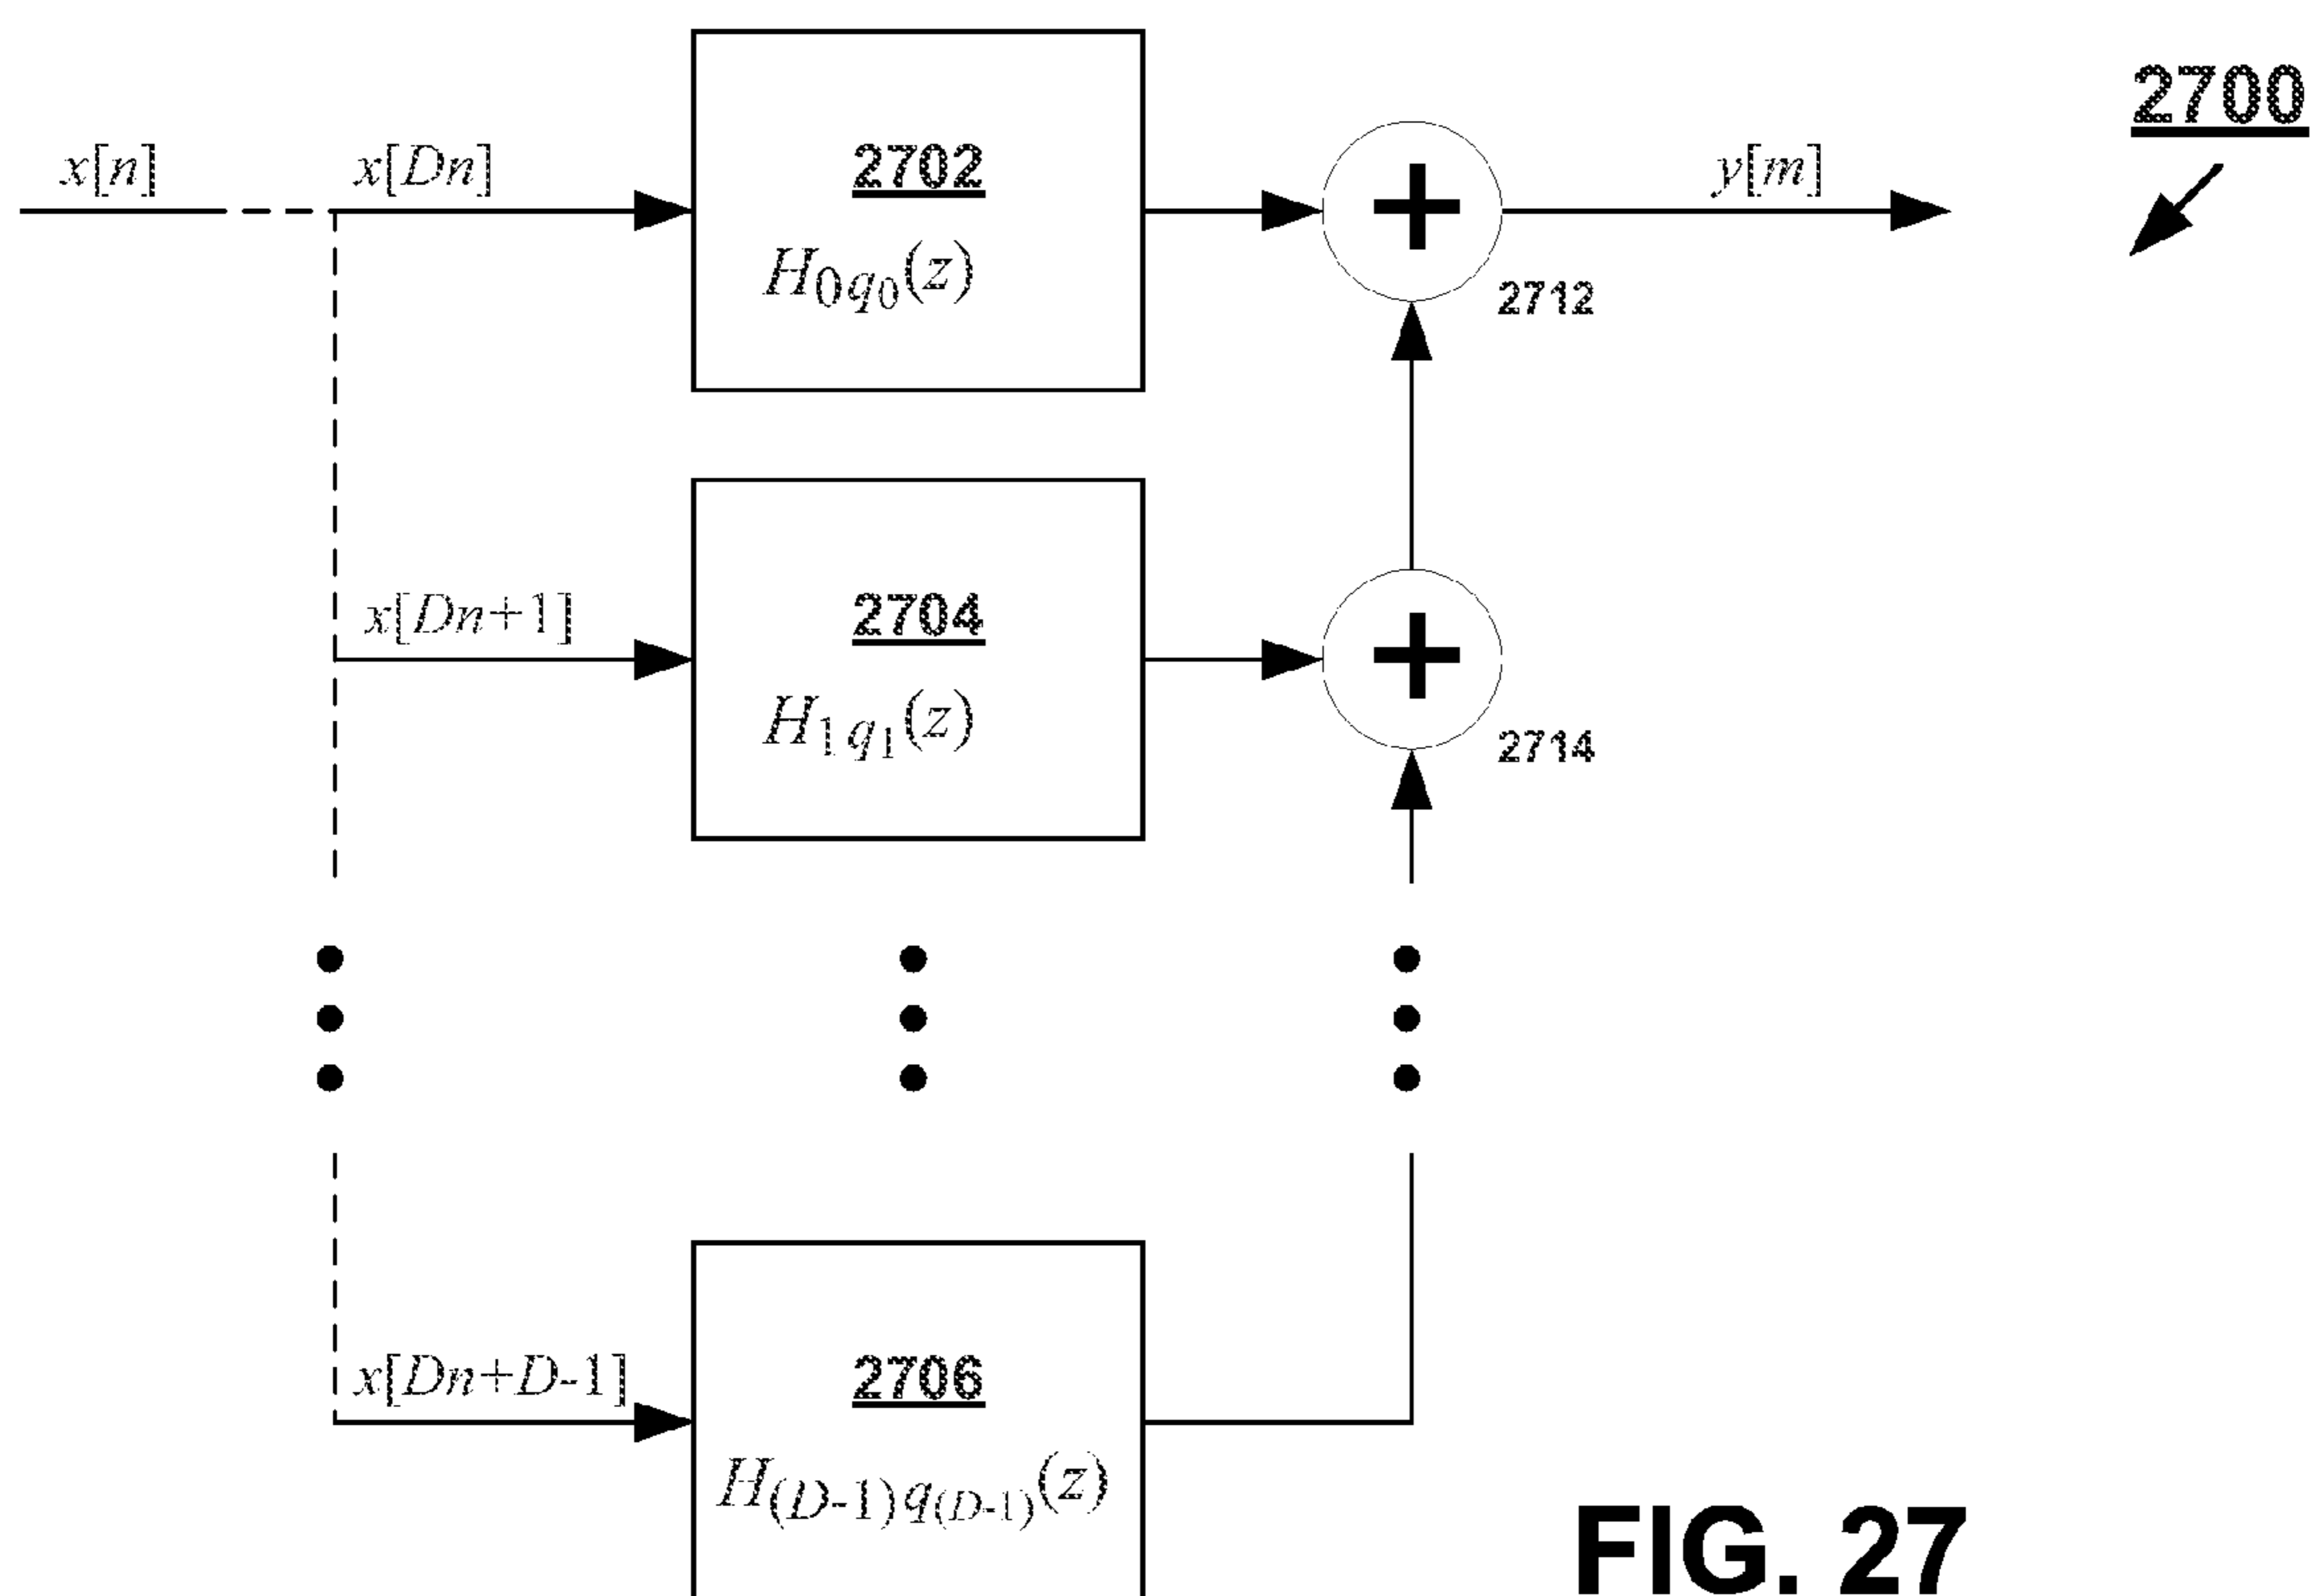 2700
x[n]
x[Dn]
2702
H₀q₀(z)
y[m]
+
2712
x[Dn+1]
2704
H₁q₁(z)
+
2714
x[Dn+D-1]
2706
H(D-1)q(D-1)(z)
FIG. 27